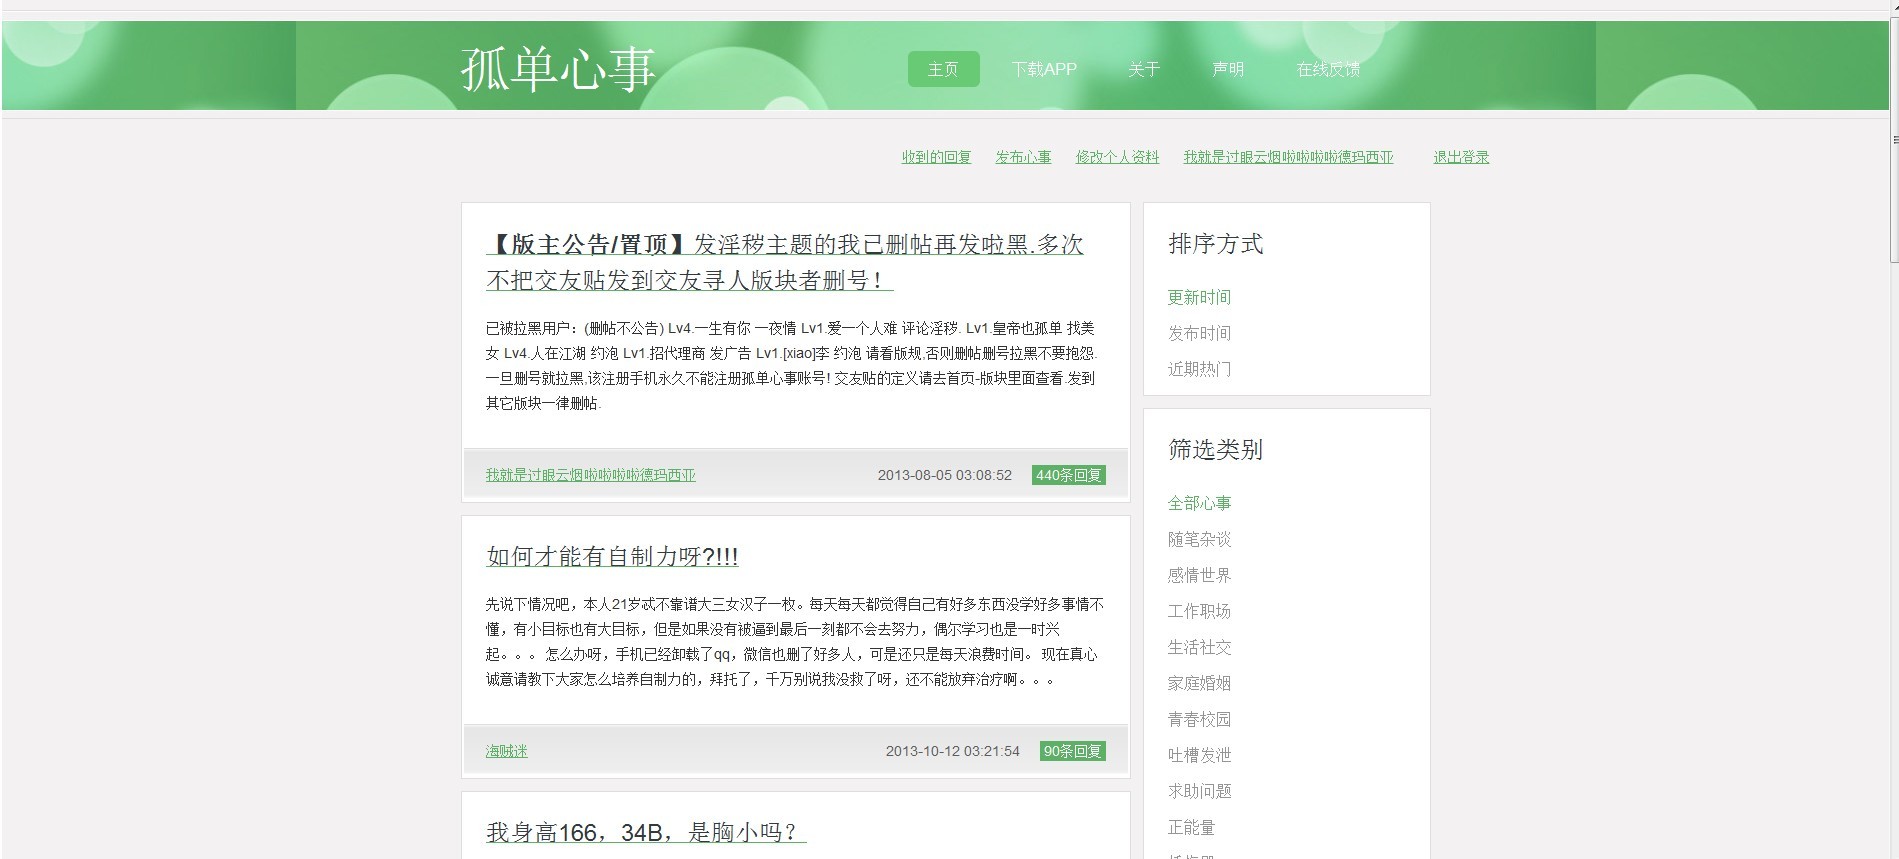 孤单心事
主页 下载APP 关于 声明 在线反馈
收到的回复 发布心事 修改个人资料 我就是过眼云烟啦啦啦啦德玛西亚 退出登录
【版主公告/置顶】发淫秽主题的我已删帖再发啦黑.多次
不把交友贴发到交友寻人版块者删号！
已被拉黑用户：(删帖不公告) Lv4.一生有你 一夜情 Lv1.爱一个人难 评论淫秽. Lv1.皇帝也孤单 找美
女 Lv4.人在江湖 约泡 Lv1.招代理商 发广告 Lv1.[xiao]李 约泡 请看版规,否则删帖删号拉黑不要抱怨.
一旦删号就拉黑,该注册手机永久不能注册孤单心事账号! 交友贴的定义请去首页-版块里面查看.发到
其它版块一律删帖.
我就是过眼云烟啦啦啦啦德玛西亚 2013-08-05 03:08:52 440条回复
如何才能有自制力呀?!!!
先说下情况吧，本人21岁忒不靠谱大三女汉子一枚。每天每天都觉得自己有好多东西没学好多事情不
懂，有小目标也有大目标，但是如果没有被逼到最后一刻都不会去努力，偶尔学习也是一时兴
起。。。 怎么办呀，手机已经卸载了qq，微信也删了好多人，可是还只是每天浪费时间。 现在真心
诚意请教下大家怎么培养自制力的，拜托了，千万别说我没救了呀，还不能放弃治疗啊。。。
海贼迷 2013-10-12 03:21:54 90条回复
我身高166，34B，是胸小吗？
排序方式
更新时间
发布时间
近期热门
筛选类别
全部心事
随笔杂谈
感情世界
工作职场
生活社交
家庭婚姻
青春校园
吐槽发泄
求助问题
正能量